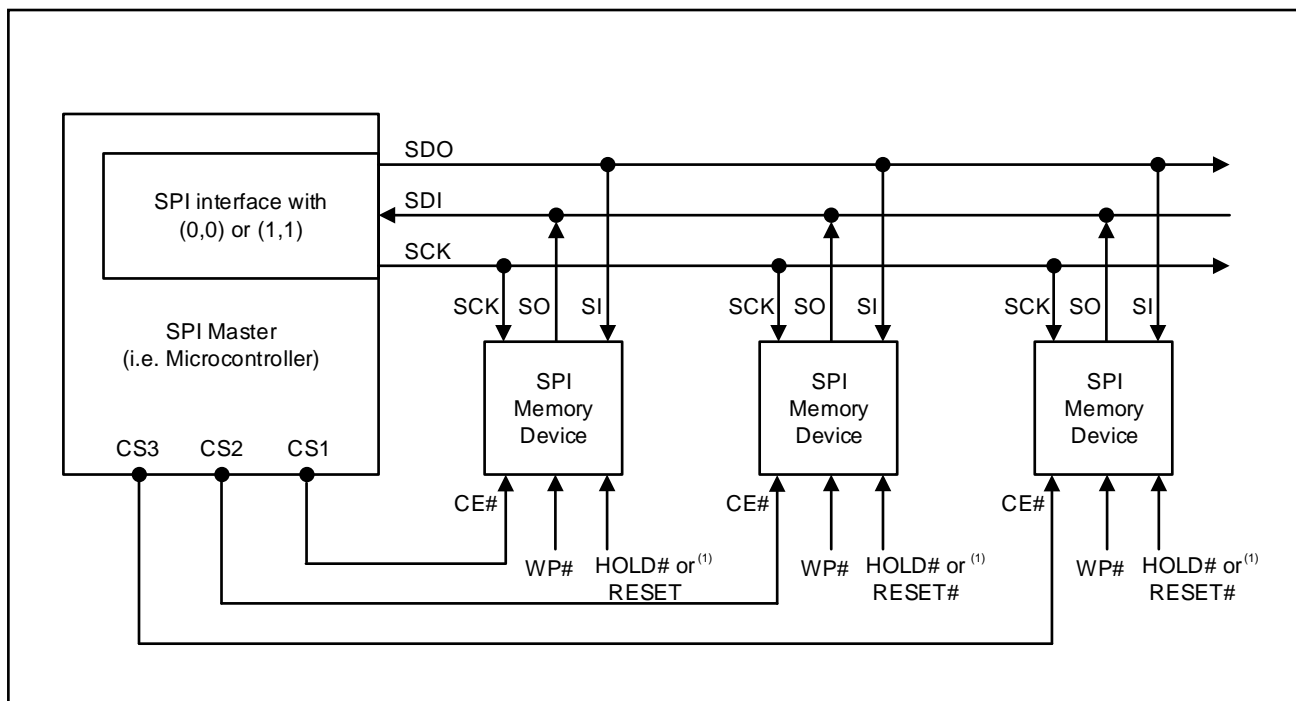 SDO
SPI interface with
(0,0) or (1,1)
SDI
SCK
SPI Master
(i.e. Microcontroller)
SCK
SO
SI
SCK
SO
SI
SCK
SO
SI
SPI
Memory
Device
SPI
Memory
Device
SPI
Memory
Device
CS3
CS2
CS1
CE#
WP#
HOLD# or (1)
RESET
CE#
WP#
HOLD# or (1)
RESET#
CE#
WP#
HOLD# or (1)
RESET#